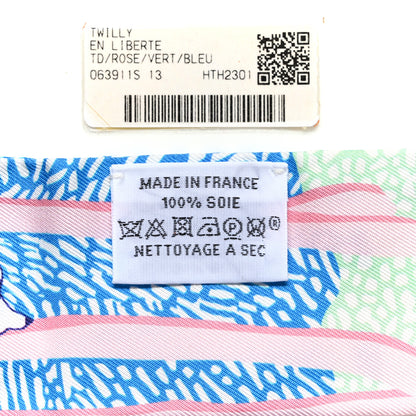 TWILLY
EN LIBERTE
TD/ROSE/VERT/BLEU
063911S 13 HTH2301
MADE IN FRANCE
100% SOIE
P W ®
NETTOYAGE A SEC